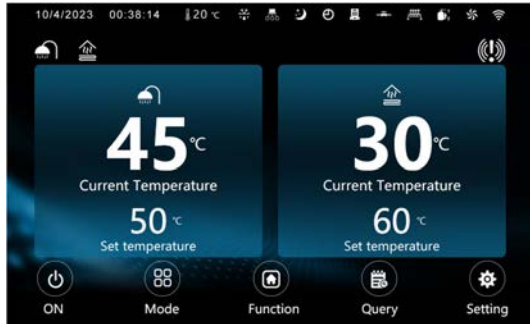 10/4/2023 00:38:14 20 ℃
45℃ 30℃
Current Temperature Current Temperature
50 ℃ 60 ℃
Set temperature Set temperature
ON Mode Function Query Setting